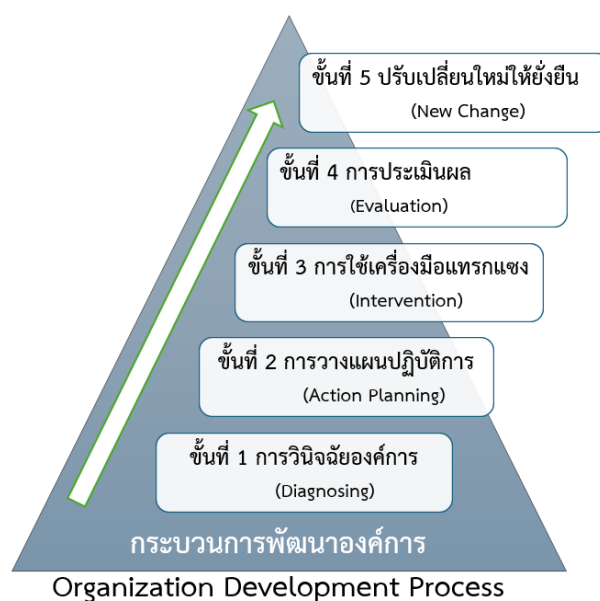 ขั้นที่ 5 ปรับเปลี่ยนใหม่ให้ยั่งยืน
(New Change)
ขั้นที่ 4 การประเมินผล
(Evaluation)
ขั้นที่ 3 การใช้เครื่องมือแทรกแซง
(Intervention)
ขั้นที่ 2 การวางแผนปฏิบัติการ
(Action Planning)
ขั้นที่ 1 การวินิจฉัยองค์การ
(Diagnosing)
กระบวนการพัฒนาองค์การ
Organization Development Process